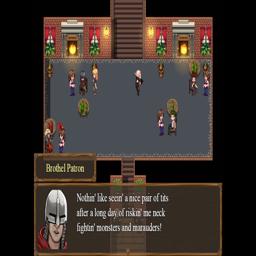 Brothel Patron
Nothin' like seein' a nice pair of tits
after a long day of riskin' me neck
fightin' monsters and marauders!